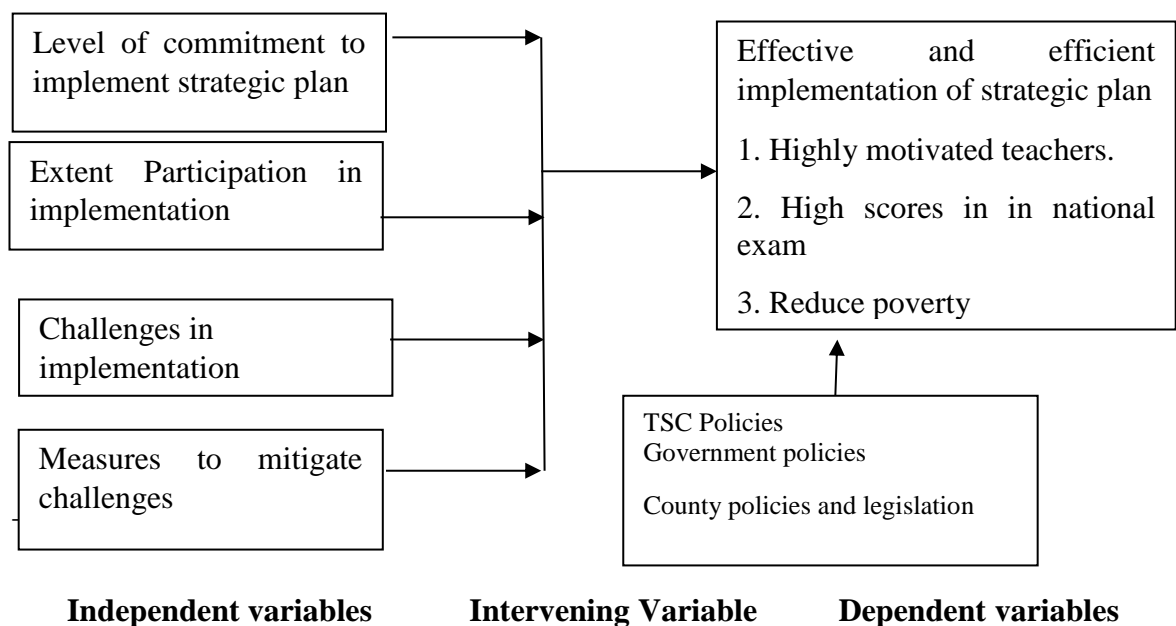 Level of commitment to
implement strategic plan
Extent Participation in
implementation
Challenges in
implementation
Measures to mitigate
challenges
Effective and efficient
implementation of strategic plan
1. Highly motivated teachers.
2. High scores in in national
exam
3. Reduce poverty
TSC Policies
Government policies
County policies and legislation
Independent variables Intervening Variable Dependent variables